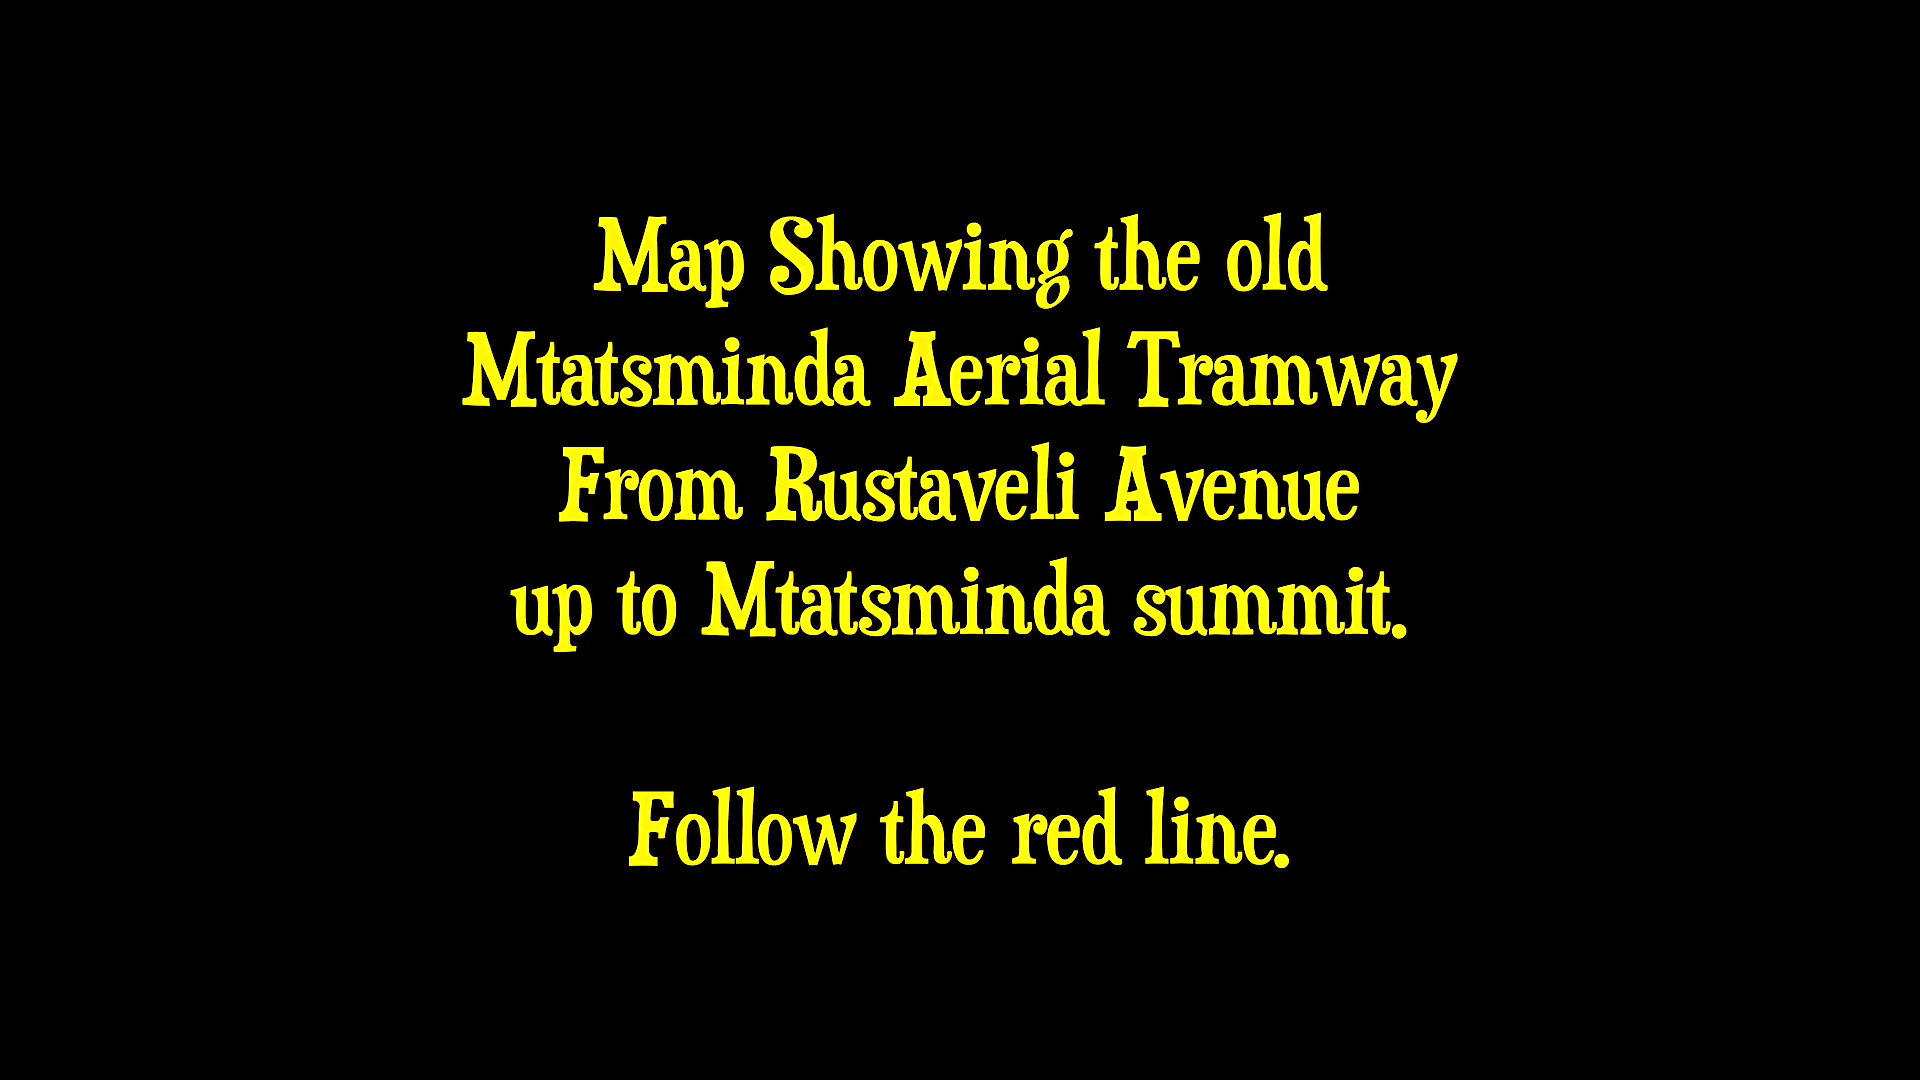 Map Showing the old
Mtatsminda Aerial Tramway
From Rustaveli Avenue
up to Mtatsminda summit.
Follow the red line.